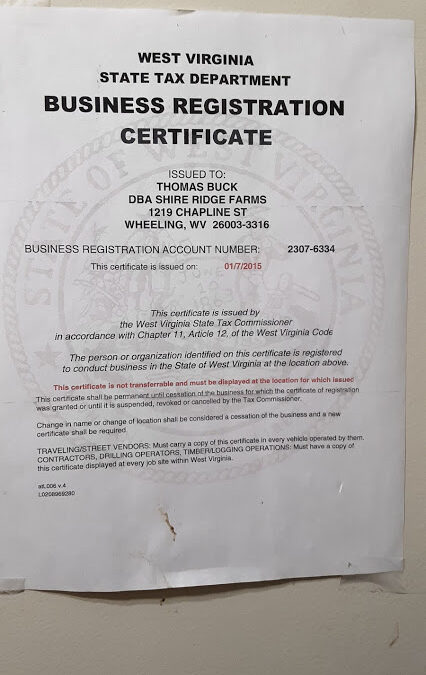 WEST VIRGINIA
STATE TAX DEPARTMENT
BUSINESS REGISTRATION
CERTIFICATE
ISSUED TO:
THOMAS BUCK
DBA SHIRE RIDGE FARMS
1219 CHAPLINE ST
WHEELING, WV 26003-3316
BUSINESS REGISTRATION ACCOUNT NUMBER: 2307-6334
This certificate is issued on: 01/7/2015
This certificate is issued by
the West Virginia State Tax Commissioner
in accordance with Chapter 11, Article 12, of the West Virginia Code
The person or organization identified on this certificate is registered
to conduct business in the State of West Virginia at the location above.
This certificate is not transferrable and must be displayed at the location for which issued
This certificate shall be permanent until cessation of the business for which the certificate of registration
was granted or until it is suspended, revoked or cancelled by the Tax Commissioner.
Change in name or change of location shall be considered a cessation of the business and a new
certificate shall be required.
TRAVELING/STREET VENDORS: Must carry a copy of this certificate in every vehicle operated by them.
CONTRACTORS, DRILLING OPERATORS, TIMBER/LOGGING OPERATIONS: Must have a copy of
this certificate displayed at every job site within West Virginia.
atL006 v.4
L0208969280
STATE OF WEST VIRGINIA